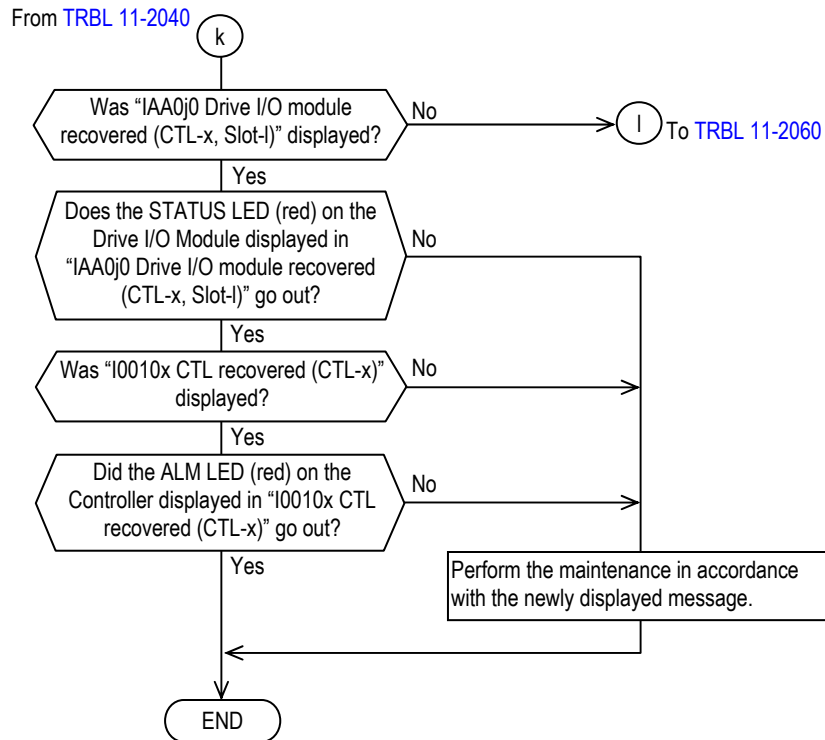 From TRBL 11-2040
k
Was “IAA0j0 Drive I/O module
recovered (CTL-x, Slot-l)” displayed?
No
l
To TRBL 11-2060
Yes
Does the STATUS LED (red) on the
Drive I/O Module displayed in
“IAA0j0 Drive I/O module recovered
(CTL-x, Slot-l)” go out?
No
Yes
Was “I0010x CTL recovered (CTL-x)”
displayed?
No
Yes
Did the ALM LED (red) on the
Controller displayed in “I0010x CTL
recovered (CTL-x)” go out?
No
Yes
Perform the maintenance in accordance
with the newly displayed message.
END